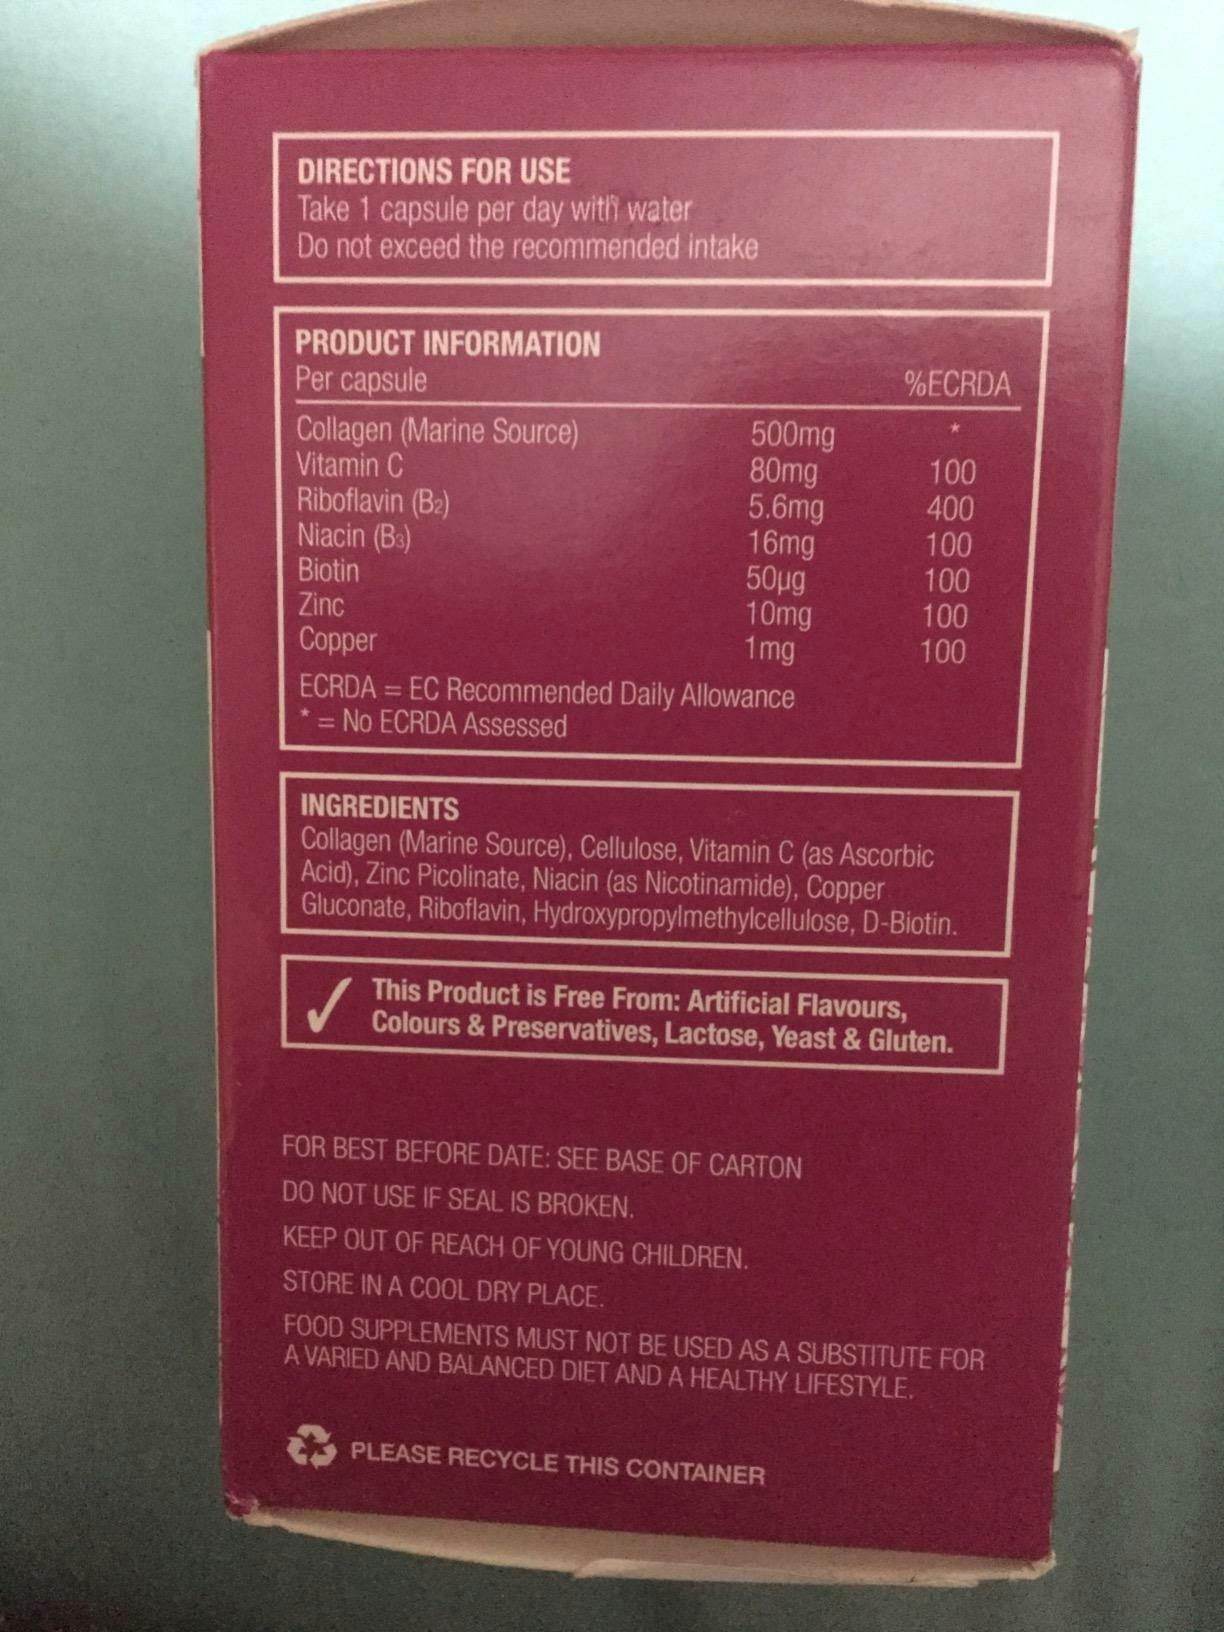 DIRECTIONS FOR USE
Take 1 capsule per day with water
Do not exceed the recommended intake
PRODUCT INFORMATION
Per capsule %ECRDA
Collagen (Marine Source) 500mg *
Vitamin C 80mg 100
Riboflavin (B2) 5.6mg 400
Niacin (B3) 16mg 100
Biotin 50µg 100
Zinc 10mg 100
Copper 1mg 100
ECRDA = EC Recommended Daily Allowance
* = No ECRDA Assessed
INGREDIENTS
Collagen (Marine Source), Cellulose, Vitamin C (as Ascorbic
Acid), Zinc Picolinate, Niacin (as Nicotinamide), Copper
Gluconate, Riboflavin, Hydroxypropylmethylcellulose, D-Biotin.
This Product is Free From: Artificial Flavours,
Colours & Preservatives, Lactose, Yeast & Gluten.
FOR BEST BEFORE DATE: SEE BASE OF CARTON
DO NOT USE IF SEAL IS BROKEN.
KEEP OUT OF REACH OF YOUNG CHILDREN.
STORE IN A COOL DRY PLACE.
FOOD SUPPLEMENTS MUST NOT BE USED AS A SUBSTITUTE FOR
A VARIED AND BALANCED DIET AND A HEALTHY LIFESTYLE.
PLEASE RECYCLE THIS CONTAINER